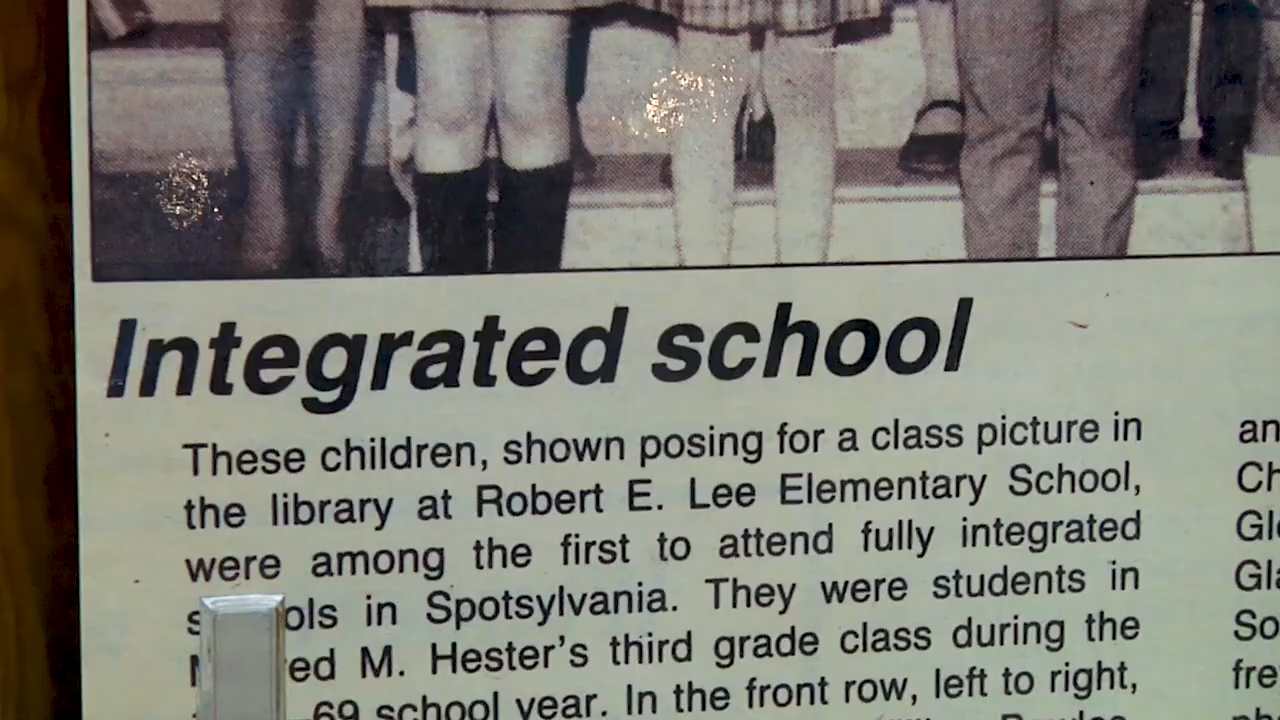 Integrated school
These children, shown posing for a class picture in
the library at Robert E. Lee Elementary School,
were among the first to attend fully integrated
s ols in Spotsylvania. They were students in
ed M. Hester's third grade class during the
-69 school year. In the front row, left to right,
an
Ch
Gl
Gla
So
fre